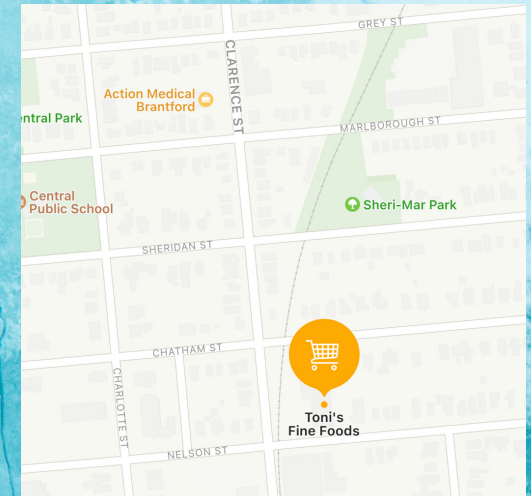 GREY ST
CLARENCE ST
Action Medical
Brantford
ntral Park
MARLBOROUGH ST
Central
Public School
Sheri-Mar Park
SHERIDAN ST
CHATHAM ST
CHARLOTTE ST
Toni's
Fine Foods
NELSON ST